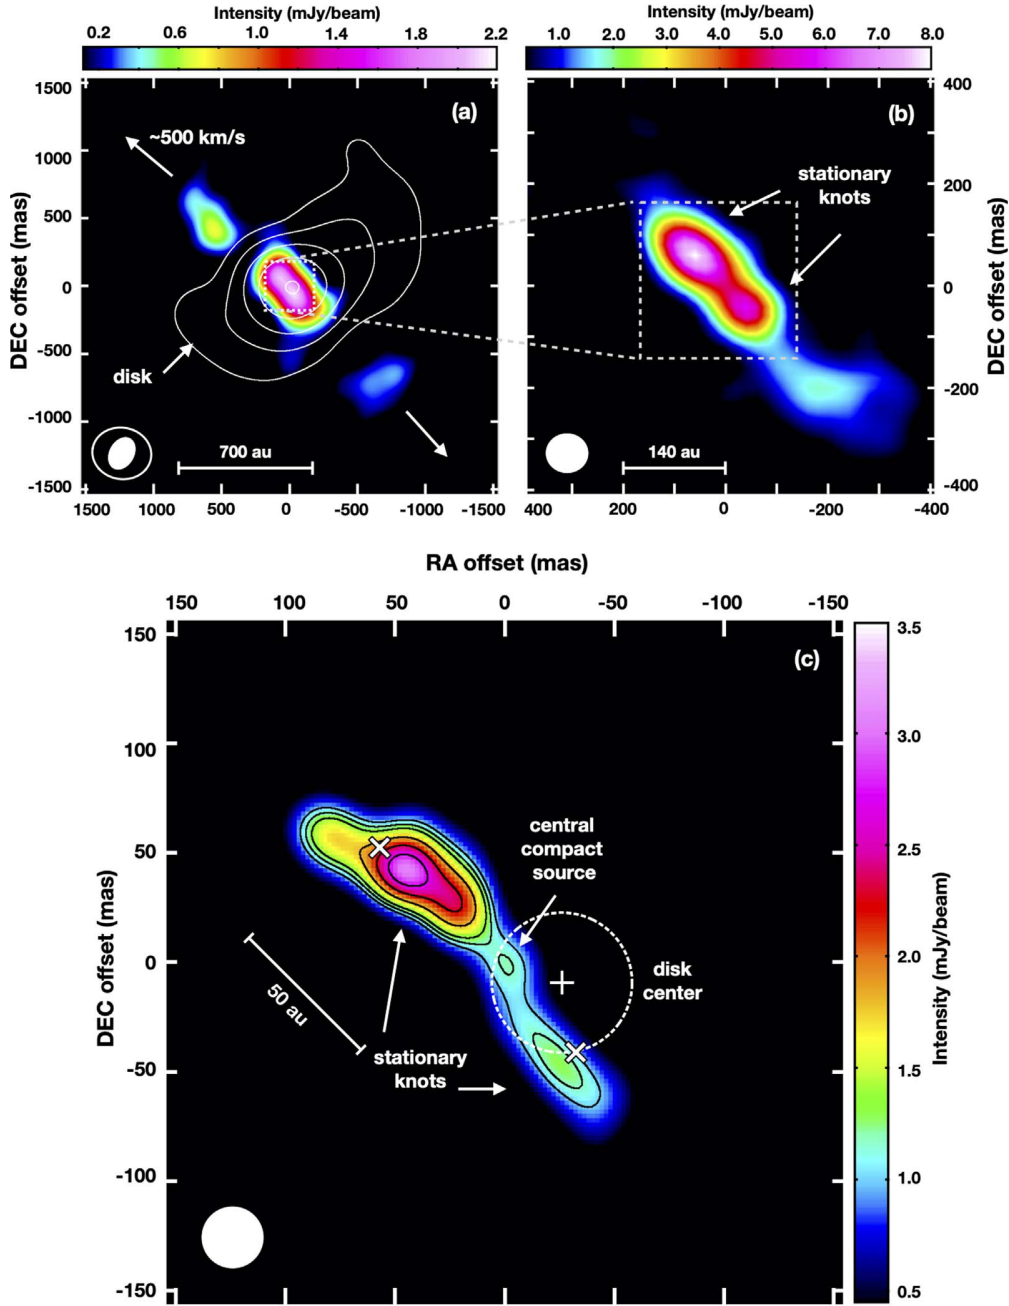 Intensity (mJy/beam)
0.2 0.6 1.0 1.4 1.8 2.2
Intensity (mJy/beam)
1.0 2.0 3.0 4.0 5.0 6.0 7.0 8.0
(a)
~500 km/s
disk
700 au
1500
1000
500
0
-500
-1000
-1500
DEC offset (mas)
1500 1000 500 0 -500 -1000 -1500
(b)
stationary
knots
140 au
400
200
0
-200
-400
DEC offset (mas)
400 200 0 -200 -400
RA offset (mas)
150 100 50 0 -50 -100 -150
(c)
central
compact
source
disk
center
50 au
stationary
knots
150
100
50
0
-50
-100
-150
DEC offset (mas)
3.5
3.0
2.5
2.0
1.5
1.0
0.5
Intensity (mJy/beam)